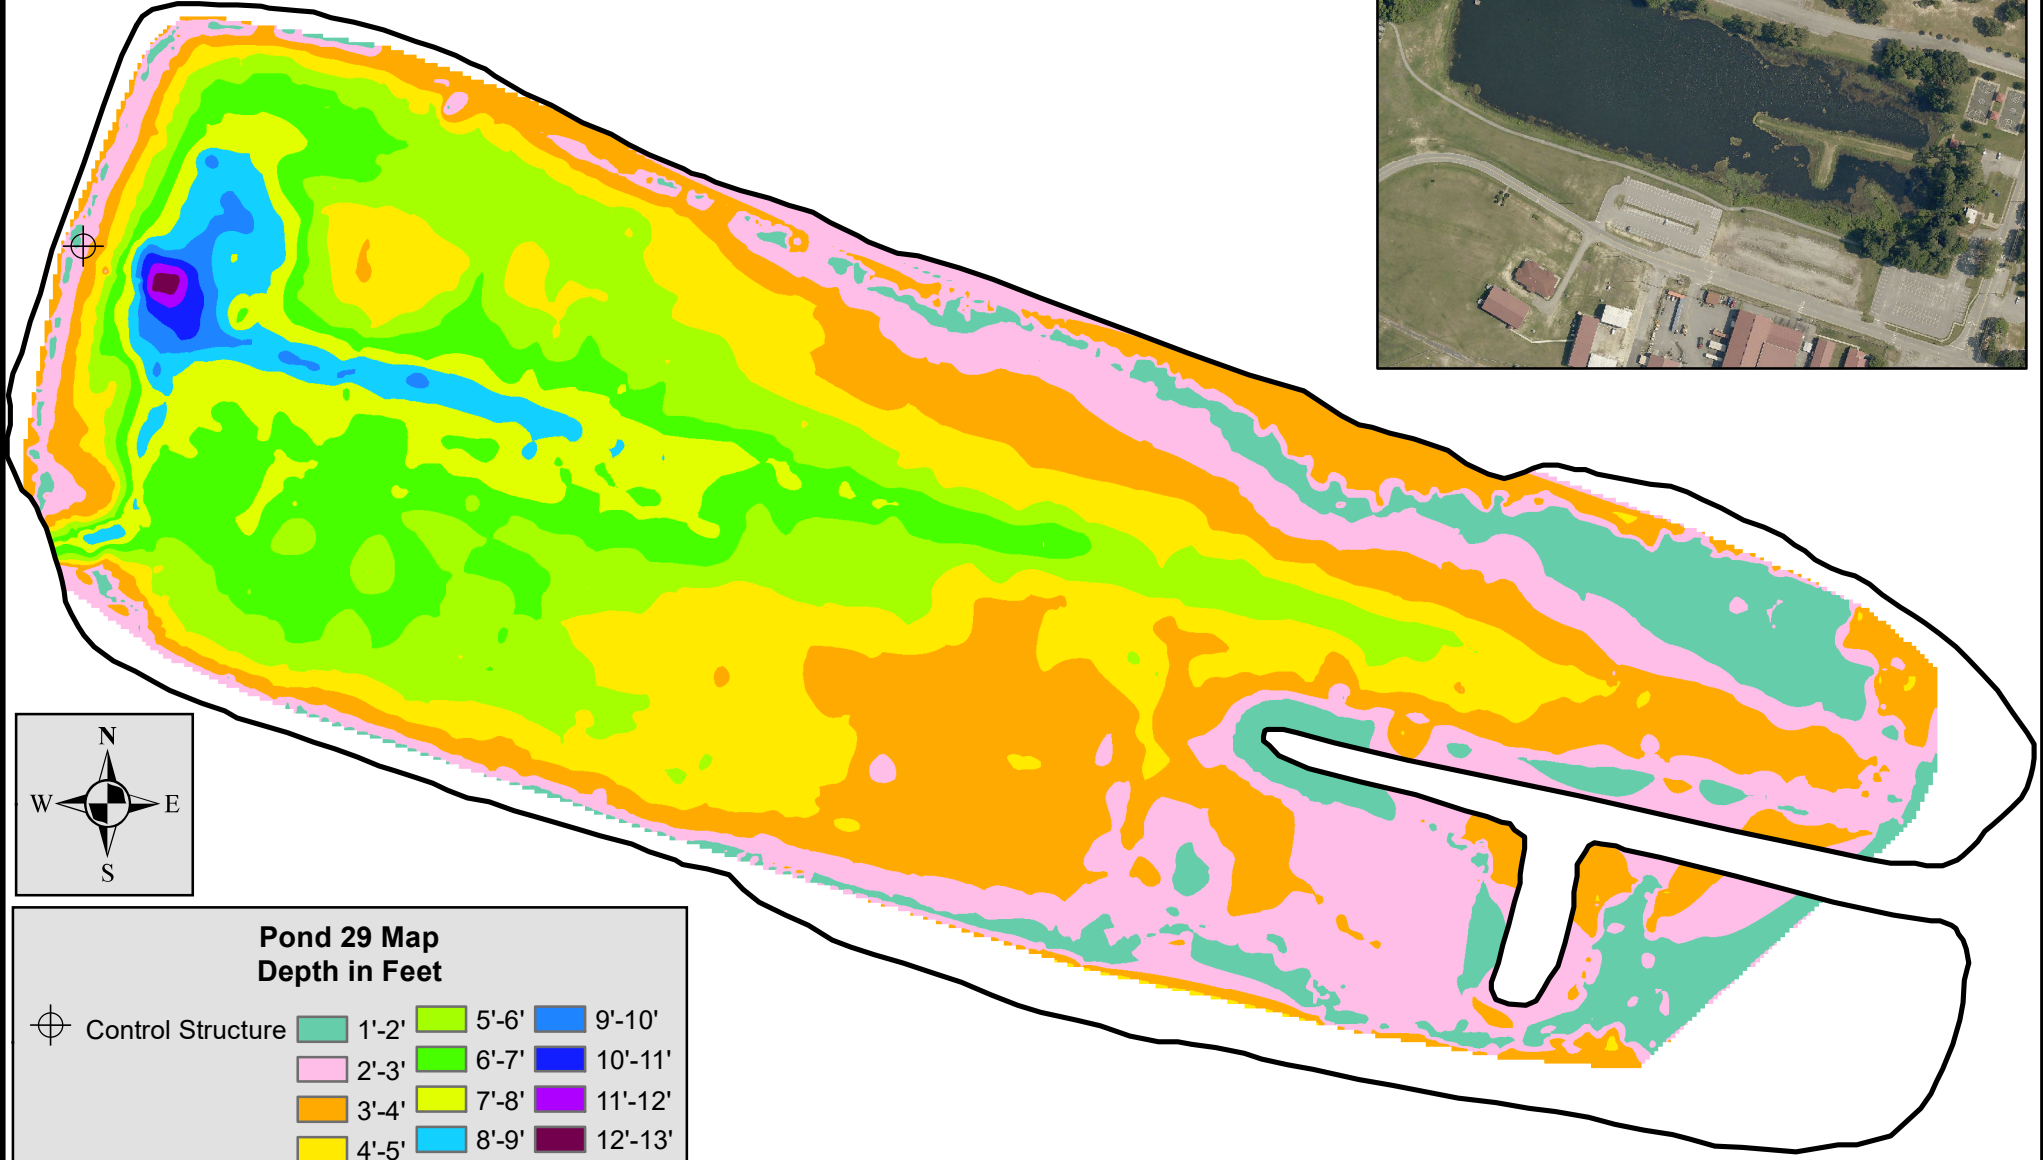 N
W E
S
Pond 29 Map
Depth in Feet
Control Structure
1'-2'
2'-3'
3'-4'
4'-5'
5'-6'
6'-7'
7'-8'
8'-9'
9'-10'
10'-11'
11'-12'
12'-13'